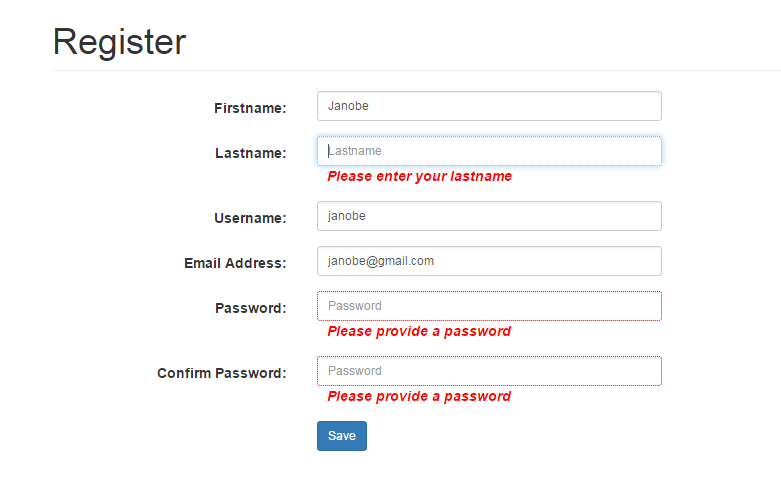 Register
Firstname: Janobe
Lastname: Lastname
Please enter your lastname
Username: janobe
Email Address: janobe@gmail.com
Password: Password
Please provide a password
Confirm Password: Password
Please provide a password
Save